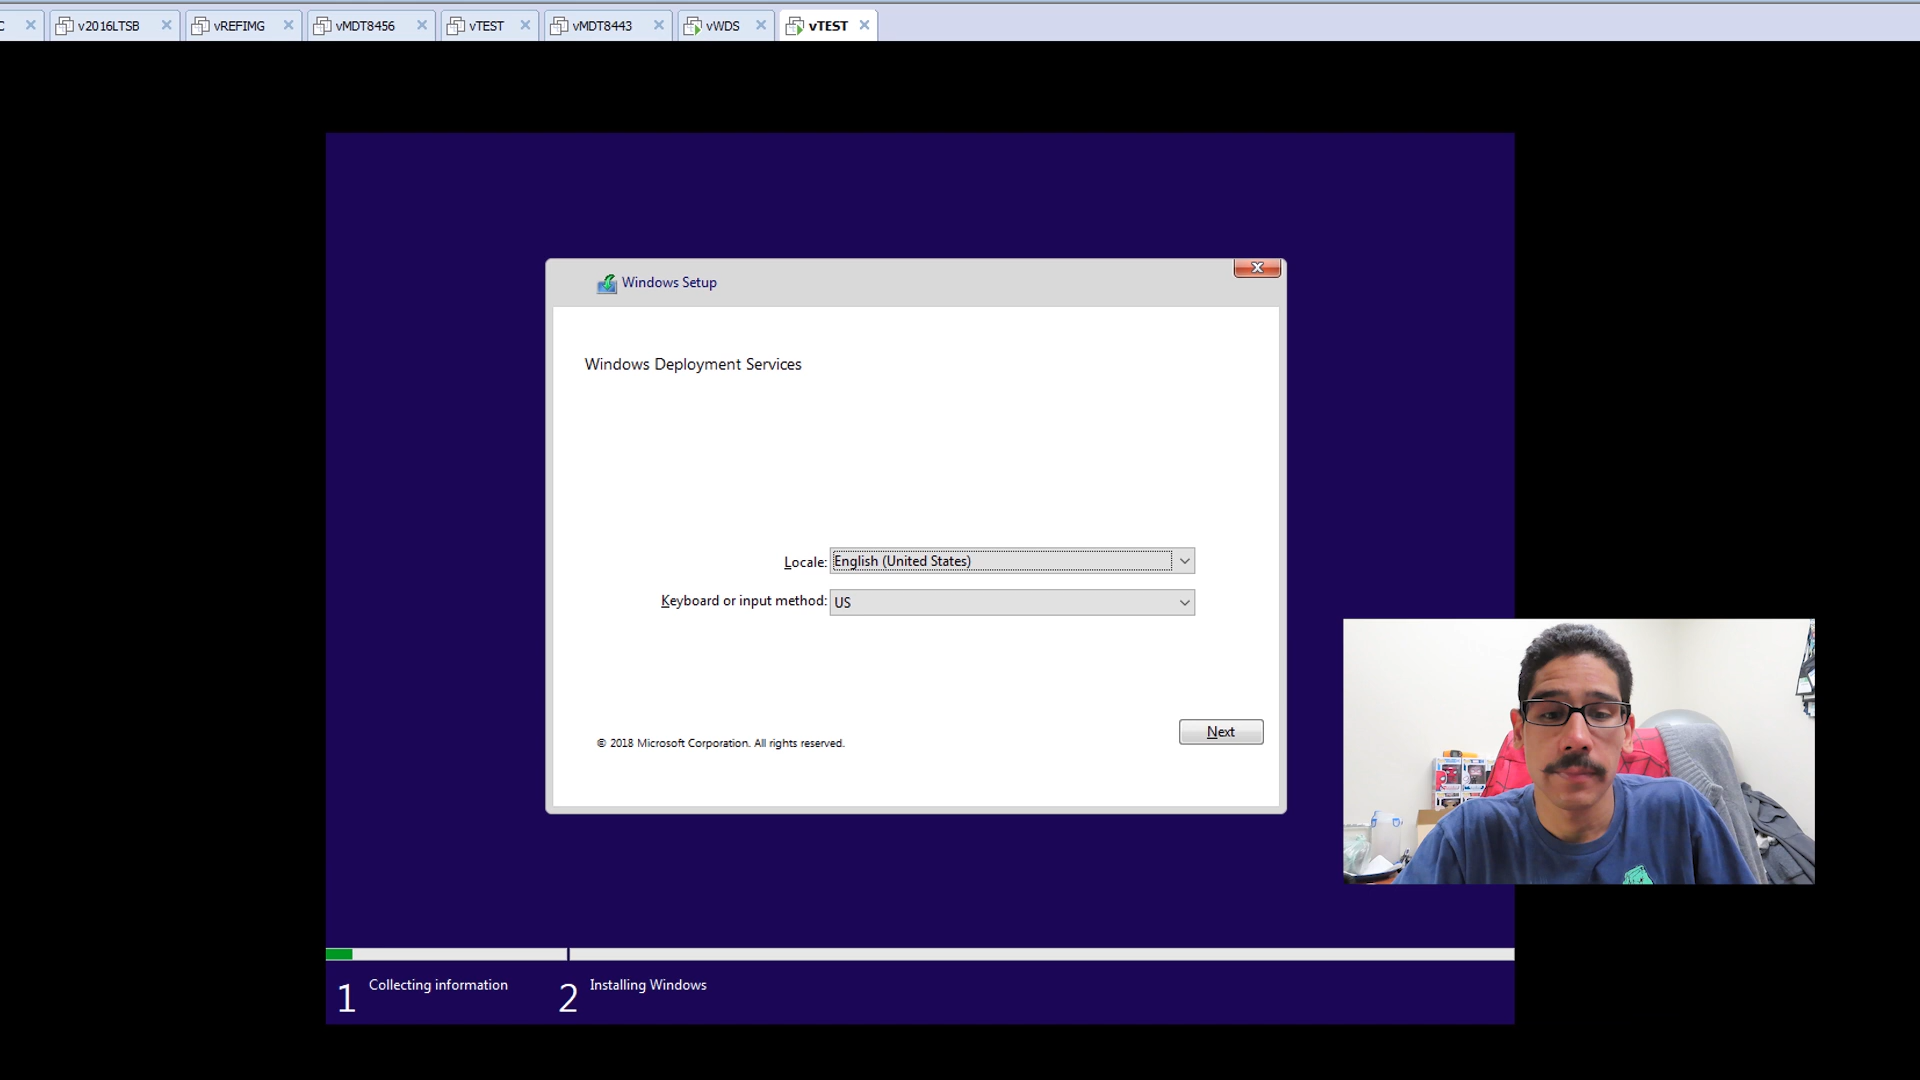 C v2016LTSB vREFIMG vMDT8456 vTEST vMDT8443 vWDS vTEST
Windows Setup
Windows Deployment Services
Locale: English (United States)
Keyboard or input method: US
Next
© 2018 Microsoft Corporation. All rights reserved.
1 Collecting information 2 Installing Windows